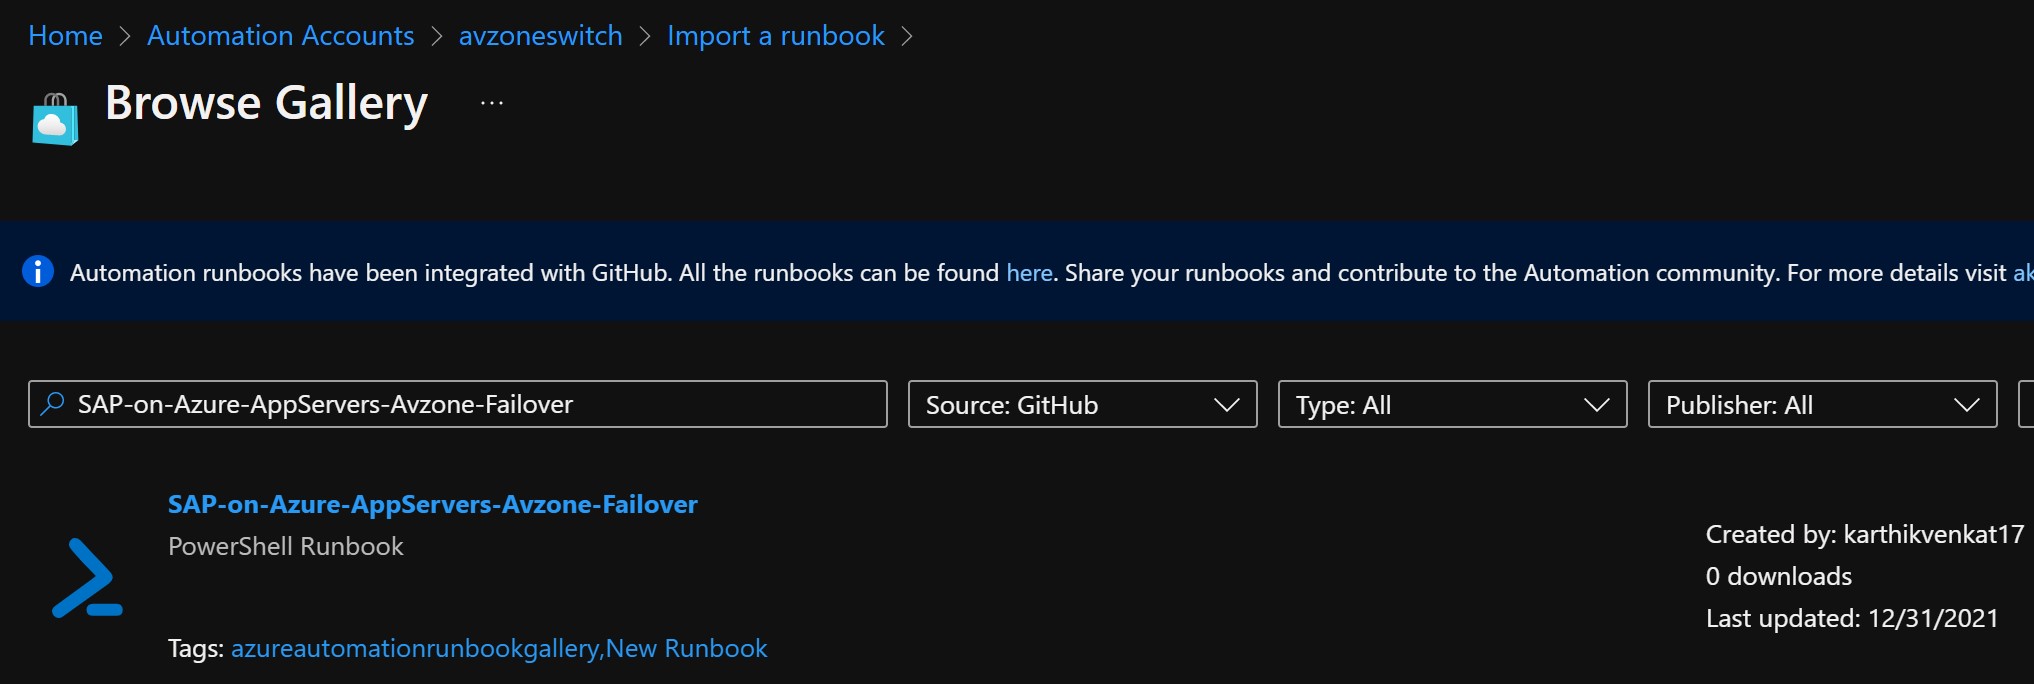 Home > Automation Accounts > avzoneswitch > Import a runbook >
Browse Gallery ...
Automation runbooks have been integrated with GitHub. All the runbooks can be found here. Share your runbooks and contribute to the Automation community. For more details visit ak
SAP-on-Azure-AppServers-Avzone-Failover
Source: GitHub
Type: All
Publisher: All
SAP-on-Azure-AppServers-Avzone-Failover
PowerShell Runbook
Tags: azureautomationrunbookgallery,New Runbook
Created by: karthikvenkat17
0 downloads
Last updated: 12/31/2021